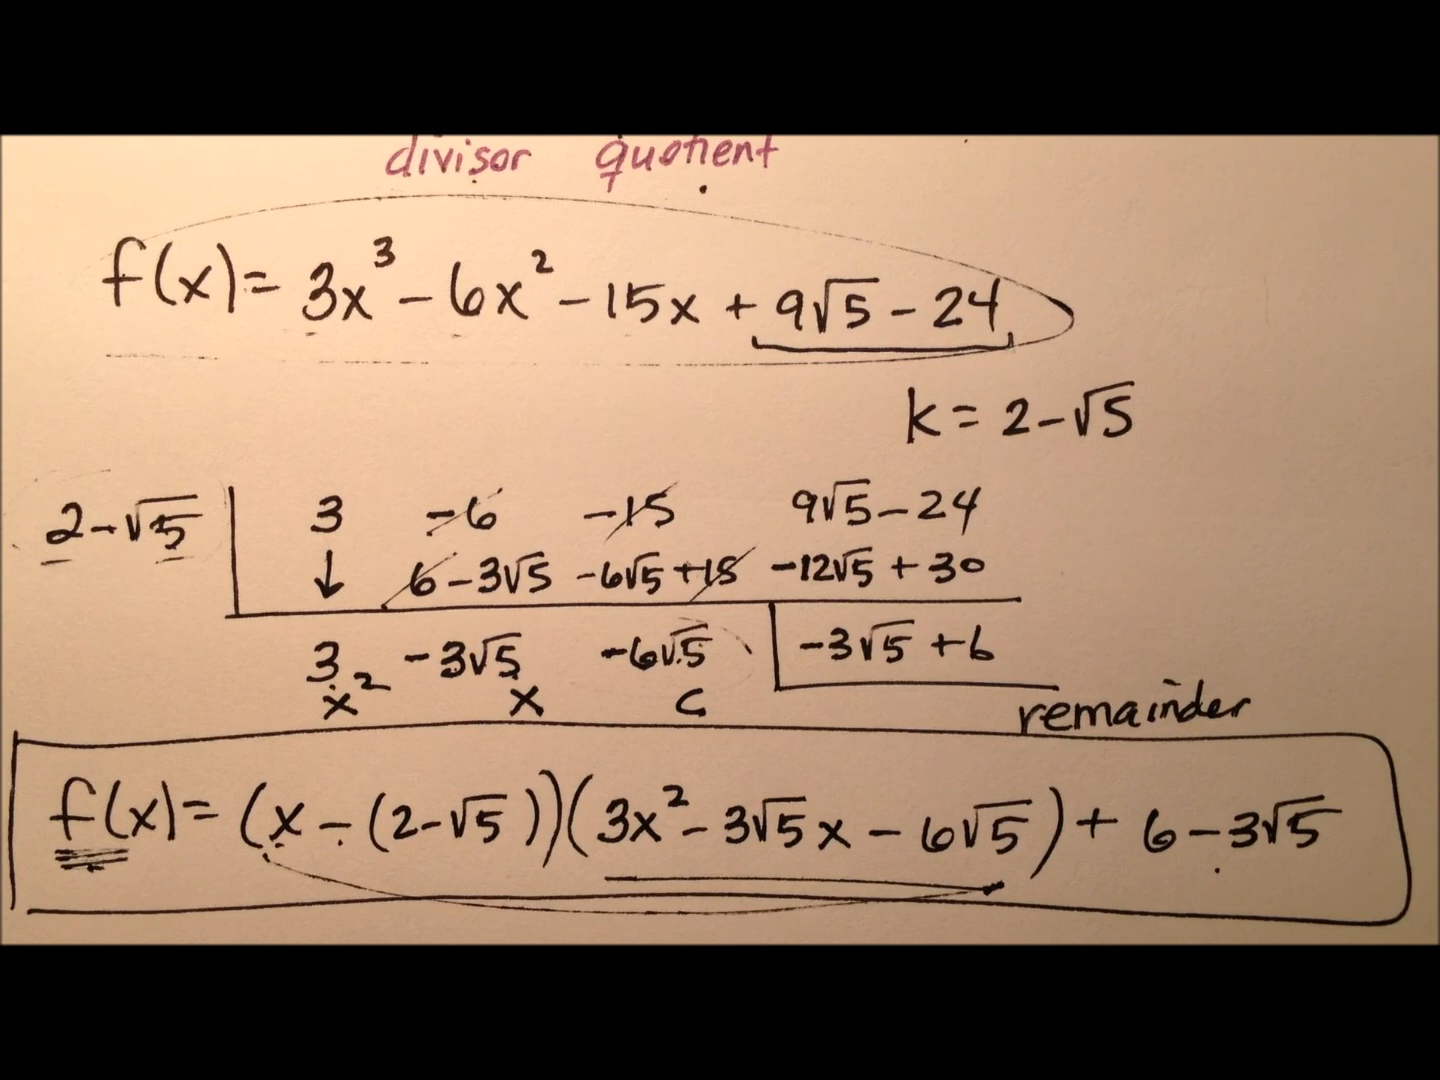 divisor quotient
f(x) = 3x³ - 6x² - 15x + 9√5 - 24
k = 2 - √5
2 - √5 | 3 -6 -15 9√5 - 24
↓ 6 - 3√5 -6√5 + 15 -12√5 + 30
3 -3√5 -6√5 -3√5 + 6
x² x c
remainder
f(x) = (x - (2 - √5))(3x² - 3√5x - 6√5) + 6 - 3√5